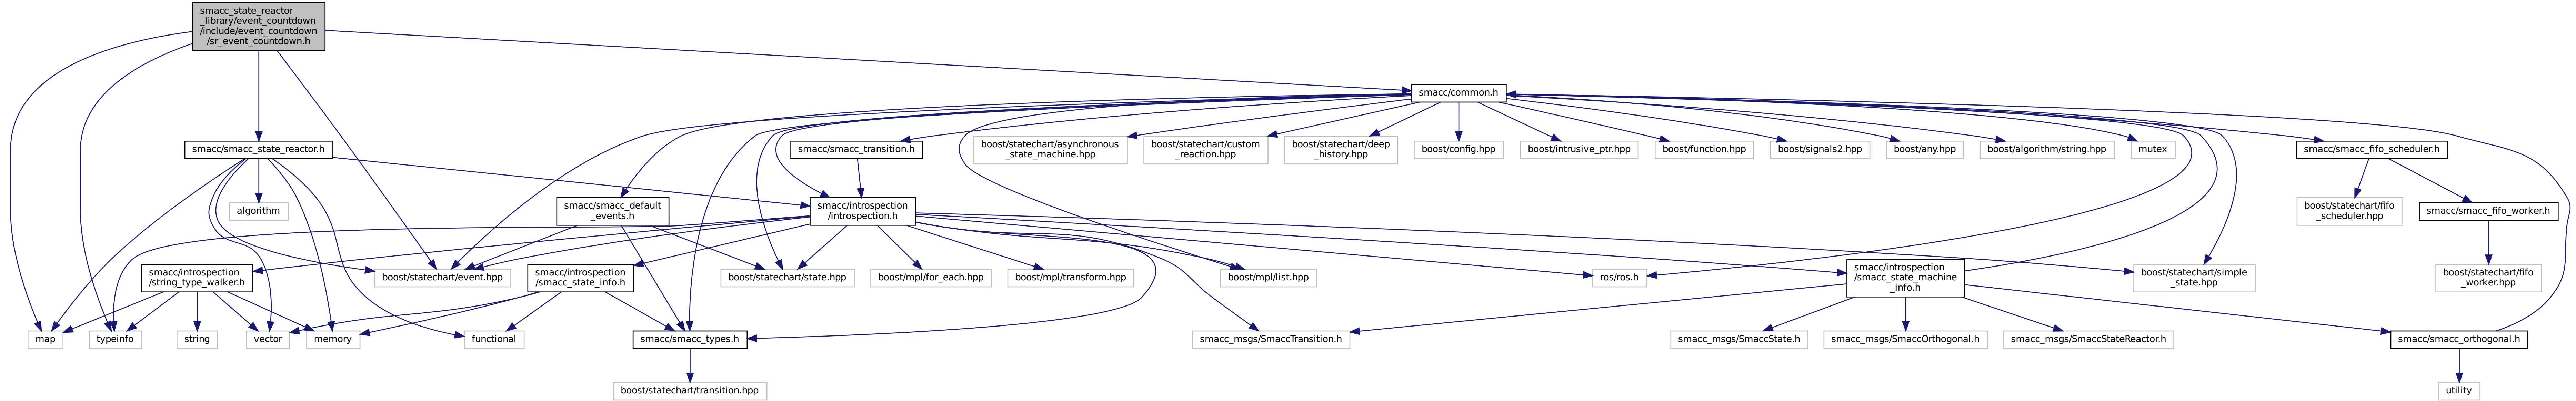 smacc_state_reactor
_library/event_countdown
/include/event_countdown
/sr_event_countdown.h
smacc/common.h
smacc/smacc_state_reactor.h
smacc/smacc_transition.h
boost/statechart/asynchronous
_state_machine.hpp
boost/statechart/custom
_reaction.hpp
boost/statechart/deep
_history.hpp
boost/config.hpp
boost/intrusive_ptr.hpp
boost/function.hpp
boost/signals2.hpp
boost/any.hpp
boost/algorithm/string.hpp
mutex
smacc/smacc_fifo_scheduler.h
algorithm
smacc/smacc_default
_events.h
smacc/introspection
/introspection.h
boost/statechart/fifo
_scheduler.hpp
smacc/smacc_fifo_worker.h
smacc/introspection
/string_type_walker.h
boost/statechart/event.hpp
smacc/introspection
/smacc_state_info.h
boost/statechart/state.hpp
boost/mpl/for_each.hpp
boost/mpl/transform.hpp
boost/mpl/list.hpp
ros/ros.h
smacc/introspection
/smacc_state_machine
_info.h
boost/statechart/simple
_state.hpp
boost/statechart/fifo
_worker.hpp
map
typeinfo
string
vector
memory
functional
smacc/smacc_types.h
smacc_msgs/SmaccTransition.h
smacc_msgs/SmaccState.h
smacc_msgs/SmaccOrthogonal.h
smacc_msgs/SmaccStateReactor.h
smacc/smacc_orthogonal.h
boost/statechart/transition.hpp
utility